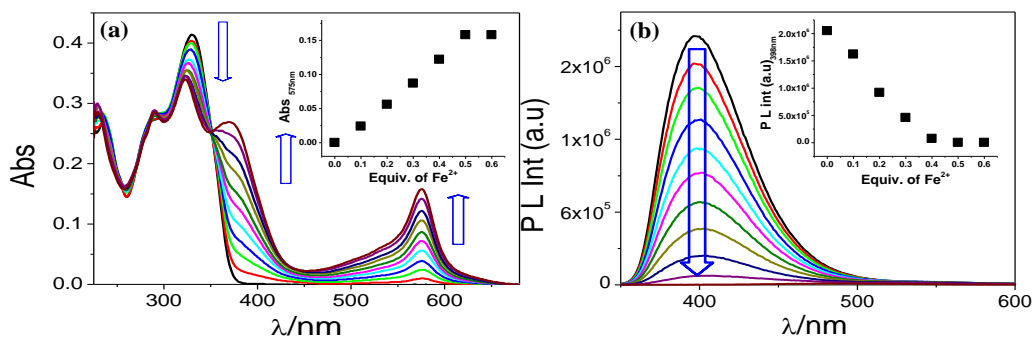 (a)
0.4
0.3
0.2
0.1
0.0
Abs
300
400
500
600
λ/nm
0.15
0.10
0.05
0.00
Abs 575nm
0.0 0.1 0.2 0.3 0.4 0.5 0.6
Equiv. of Fe2+
(b)
2x10^6
1x10^6
6x10^5
0
P L Int (a.u)
400
500
600
λ/nm
2.0x10^6
1.5x10^6
1.0x10^6
5.0x10^5
0.0
P L int (a.u) 398nm
0.0 0.1 0.2 0.3 0.4 0.5 0.6
Equiv. of Fe2+